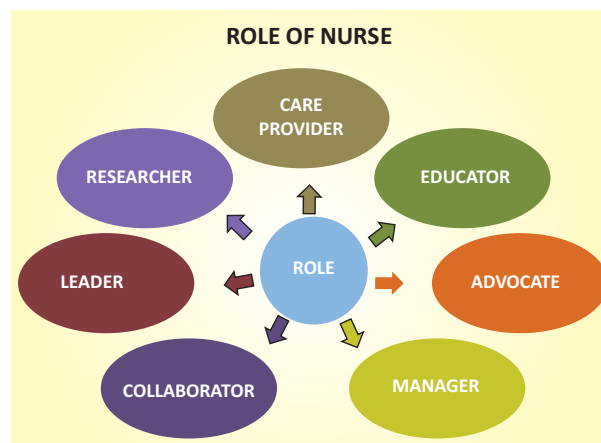 ROLE OF NURSE
CARE
PROVIDER
RESEARCHER
EDUCATOR
ROLE
LEADER
ADVOCATE
COLLABORATOR
MANAGER